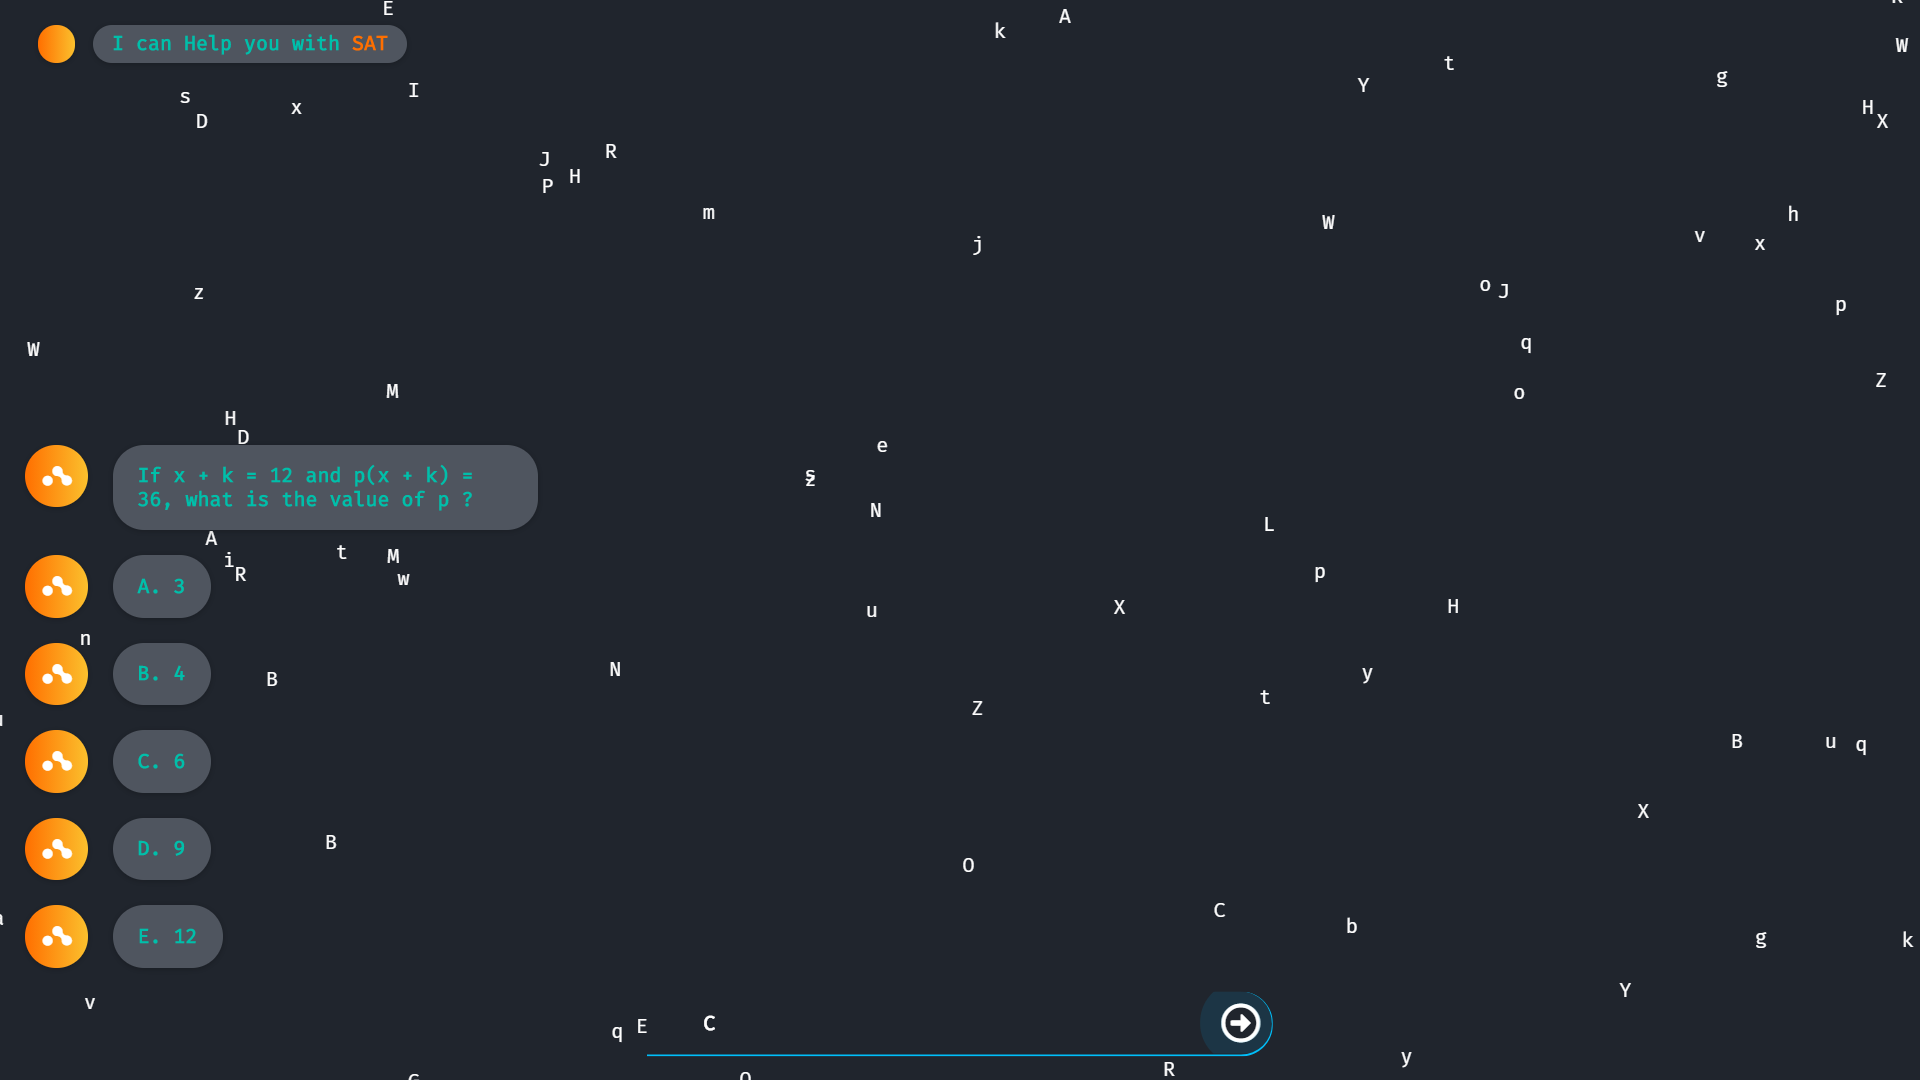 I can Help you with SAT
If x + k = 12 and p(x + k) =
36, what is the value of p ?
A. 3
B. 4
C. 6
D. 9
E. 12
C
E
k
A
W
t
Y
g
s
x
I
D
H
X
J
R
P
H
m
W
h
j
v
x
z
o
J
p
W
q
M
o
Z
H
D
e
s
z
N
L
A
i
R
t
M
w
p
u
X
H
n
B
N
y
Z
t
B
u
q
X
B
O
C
b
g
k
v
q
E
Y
y
R